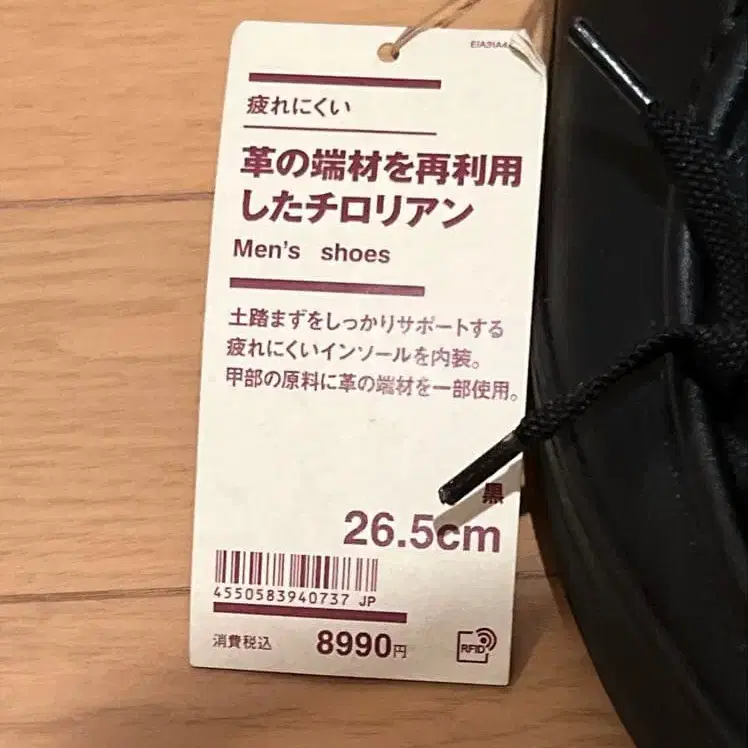 疲れにくい
革の端材を再利用
したチロリアン
Men's shoes
土踏まずをしっかりサポートする
疲れにくいインソールを内装。
甲部の原料に革の端材を一部使用。
黒
26.5cm
4550583940737 JP
消費税込 8990円
RFID